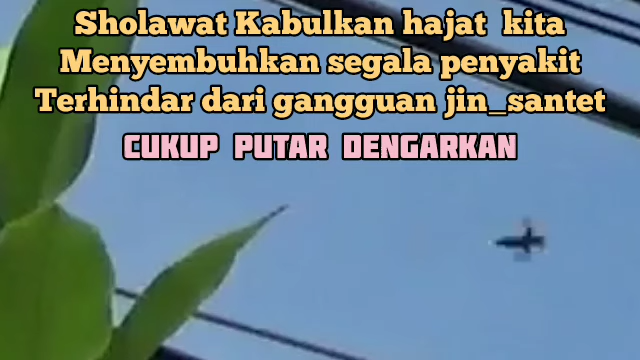 Sholawat Kabulkan hajat kita
Menyembuhkan segala penyakit
Terhindar dari gangguan jin_santet
CUKUP PUTAR DENGARKAN